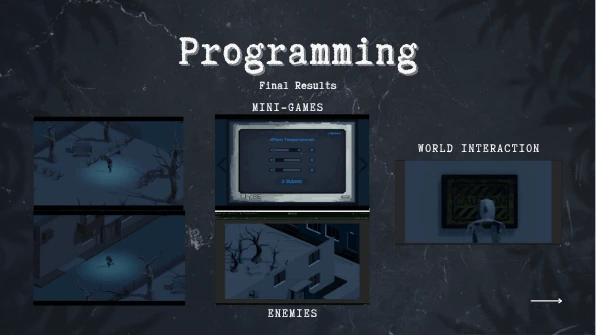 Programming
Final Results
MINI-GAMES
WORLD INTERACTION
ENEMIES